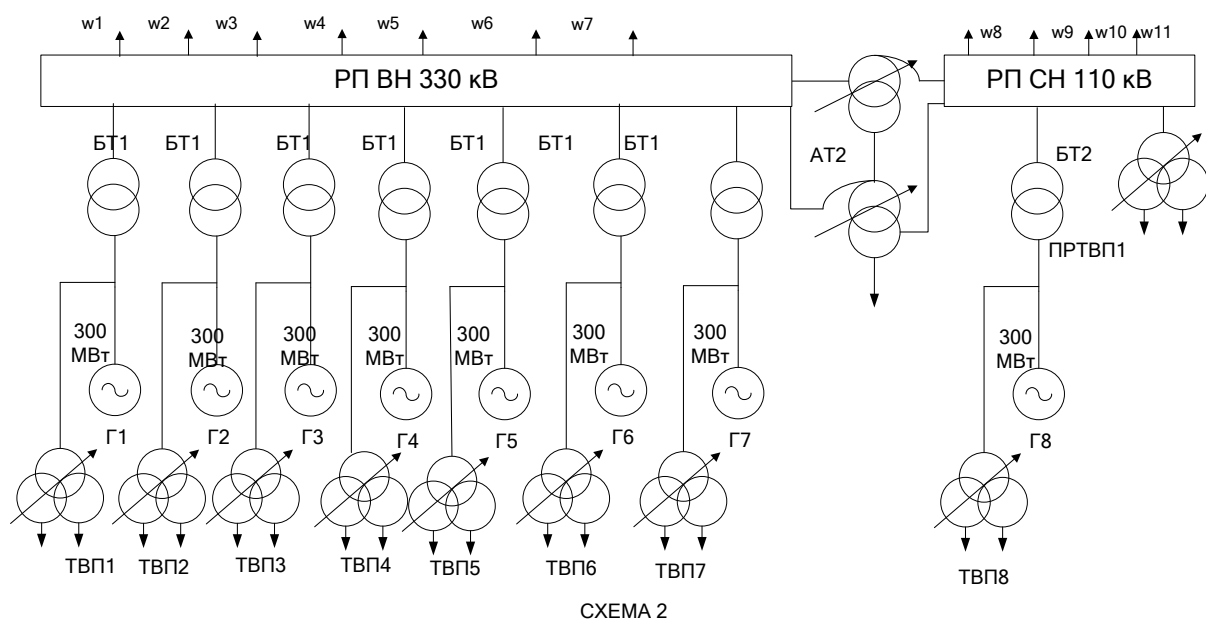 w1 w2 w3 w4 w5 w6 w7 w8 w9 w10 w11
РП ВН 330 кВ
РП СН 110 кВ
БТ1 БТ1 БТ1 БТ1 БТ1 БТ1 БТ1
АТ2
БТ2
ПРТВП1
300 МВт
300 МВт
300 МВт
300 МВт
300 МВт
300 МВт
300 МВт
300 МВт
Г1 Г2 Г3 Г4 Г5 Г6 Г7 Г8
ТВП1 ТВП2 ТВП3 ТВП4 ТВП5 ТВП6 ТВП7 ТВП8
СХЕМА 2